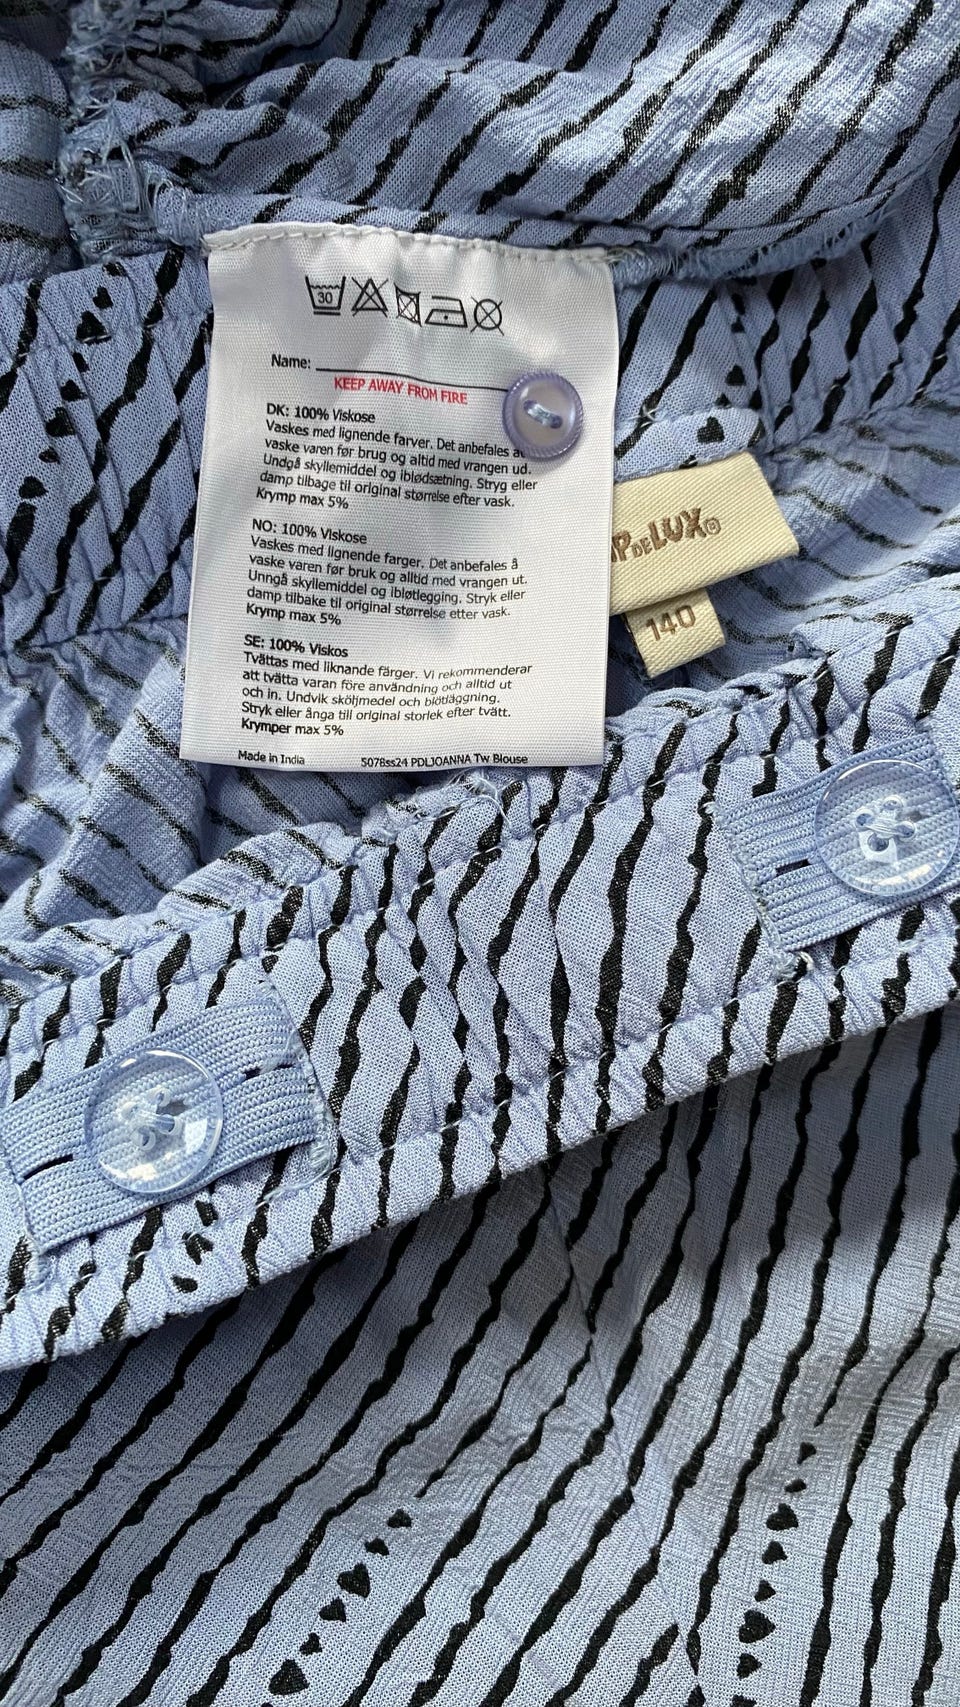 30
Name:
KEEP AWAY FROM FIRE
DK: 100% Viskose
Vaskes med lignende farver. Det anbefales
vaske varen før brug og altid med vrangen ud.
Undgå skyllemiddel og iblødsætning. Stryg eller
damp tilbage til original størrelse efter vask.
Krymp max 5%
NO: 100% Viskose
Vaskes med lignende farger. Det anbefales å
vaske varen før bruk og alltid med vrangen ut.
Unngå skyllemiddel og ibløtlegging. Stryk eller
damp tilbake til original størrelse etter vask.
Krymp max 5%
SE: 100% Viskos
Tvättas med liknande färger. Vi rekommenderar
att tvätta varan före användning och alltid ut
och in. Undvik sköljmedel och blötläggning.
Stryk eller ånga till original storlek efter tvätt.
Krymper max 5%
Made in India 5078ss24 PDLJOANNA Tw Blouse
PDELUX
140